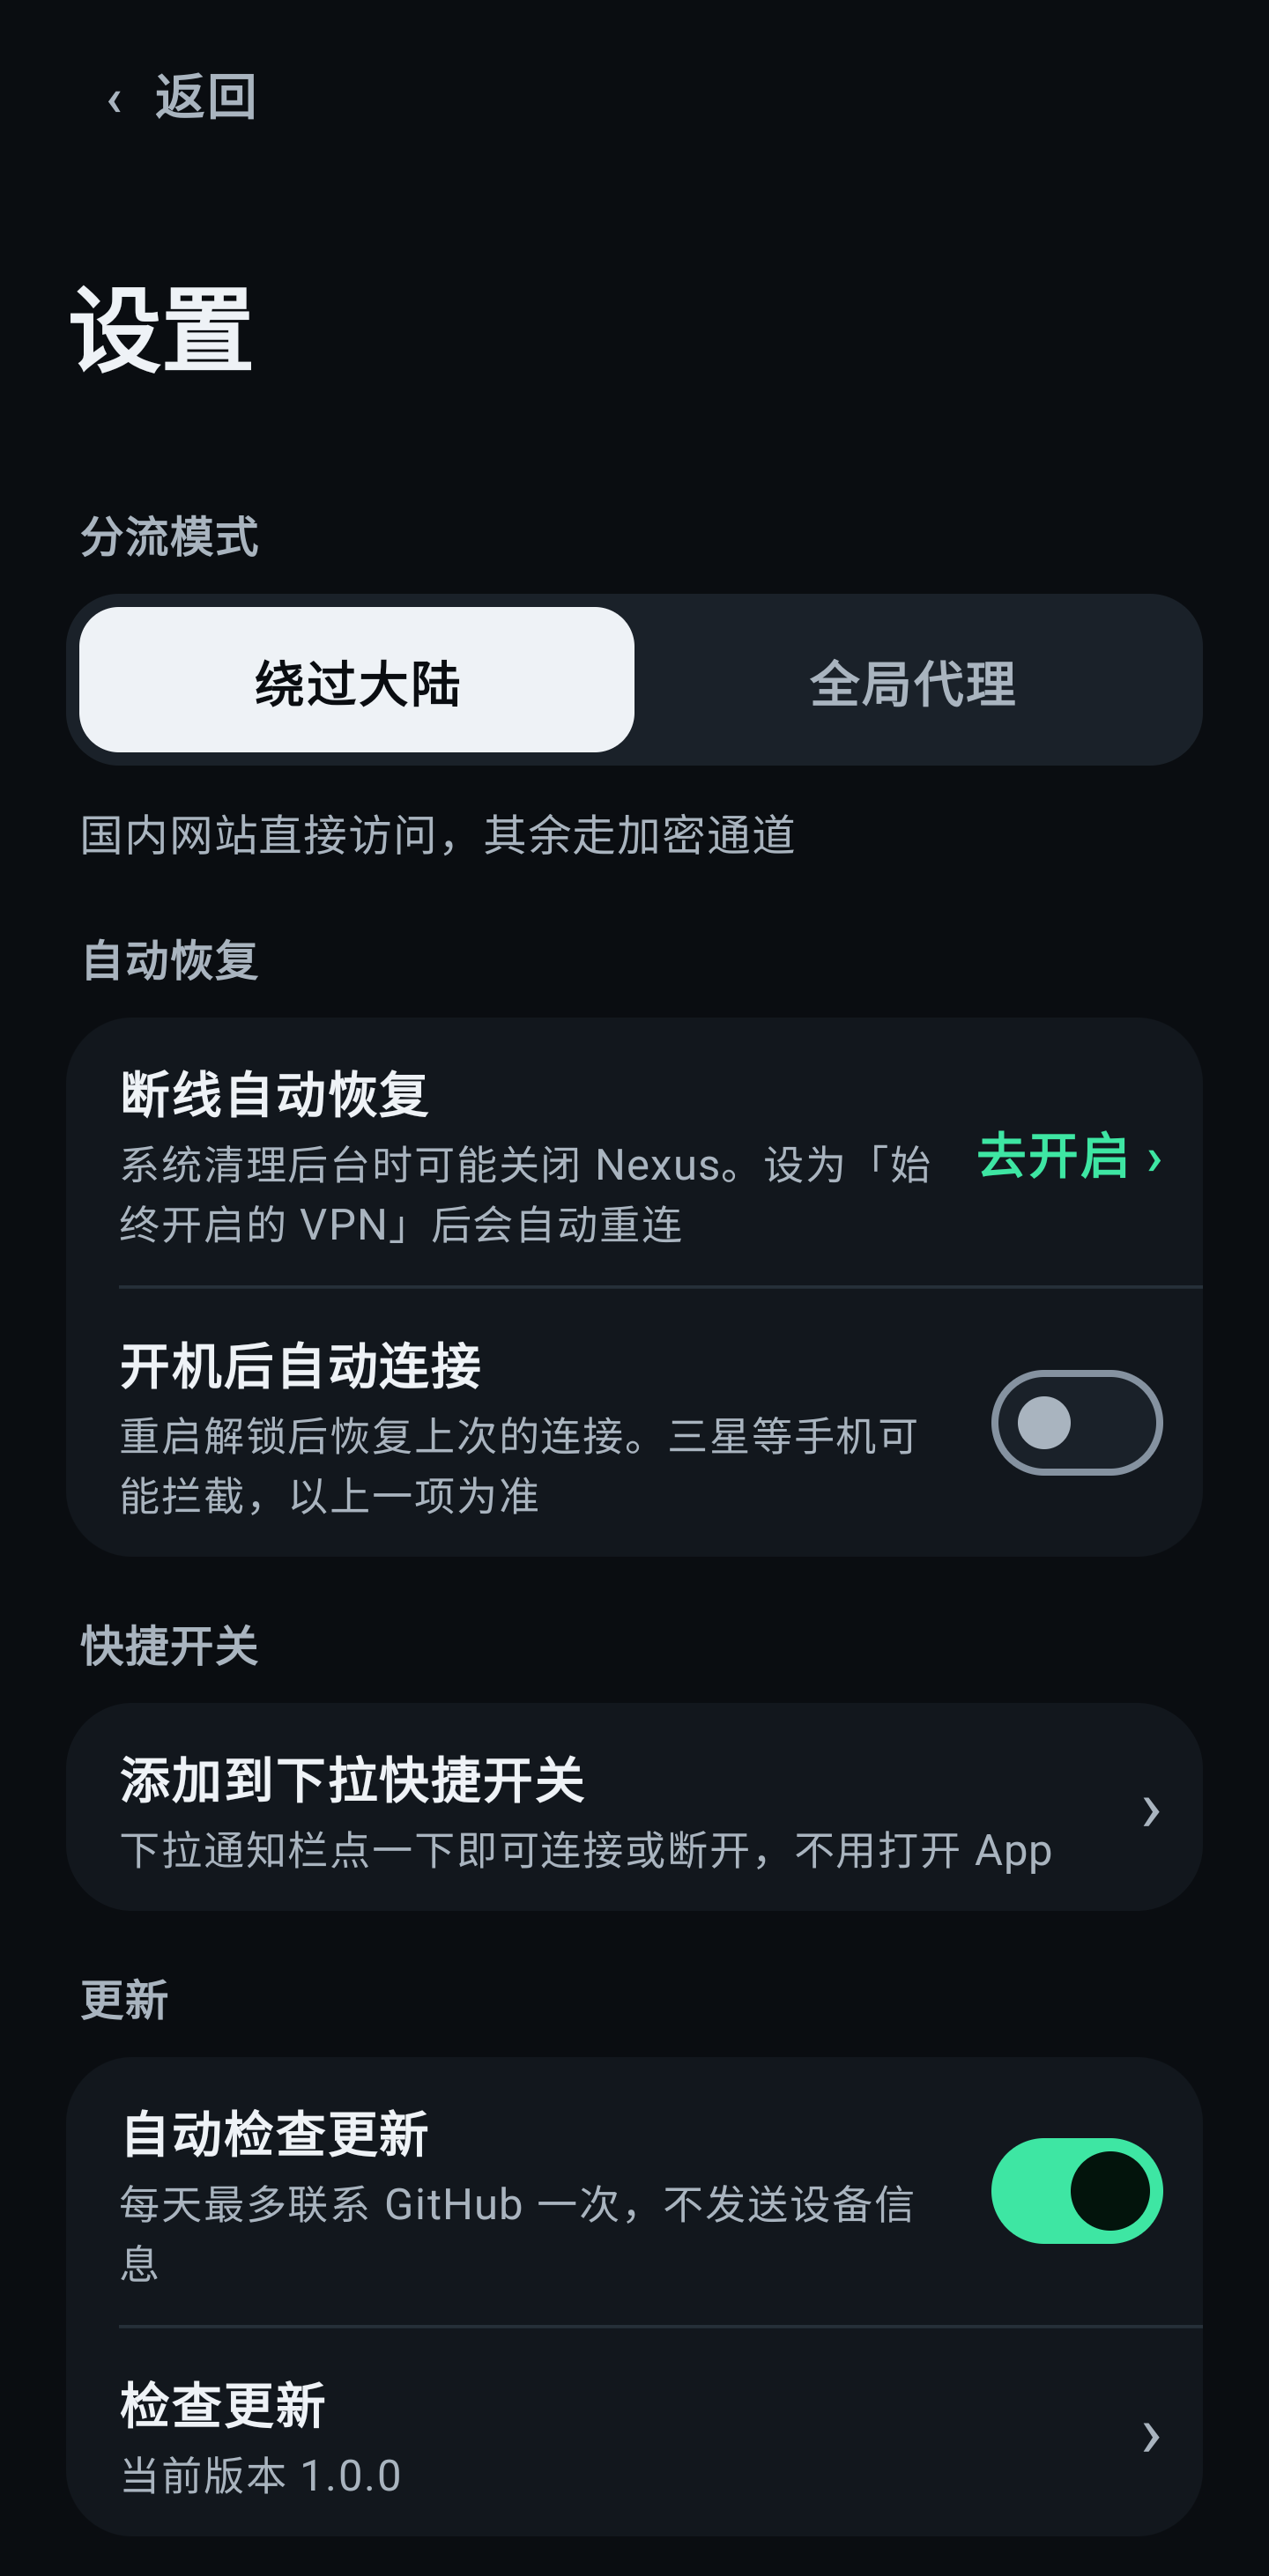 ‹ 返回
设置
分流模式
绕过大陆
全局代理
国内网站直接访问，其余走加密通道
自动恢复
断线自动恢复
系统清理后台时可能关闭 Nexus。设为「始
终开启的 VPN」后会自动重连
去开启 ›
开机后自动连接
重启解锁后恢复上次的连接。三星等手机可
能拦截，以上一项为准
快捷开关
添加到下拉快捷开关
下拉通知栏点一下即可连接或断开，不用打开 App
›
更新
自动检查更新
每天最多联系 GitHub 一次，不发送设备信
息
检查更新
当前版本 1.0.0
›